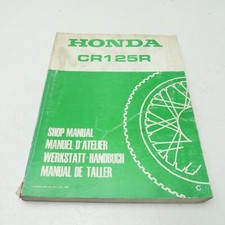 HONDA
CR125R
SHOP MANUAL
MANUEL D'ATELIER
WERKSTATT-HANDBUCH
MANUAL DE TALLER
C